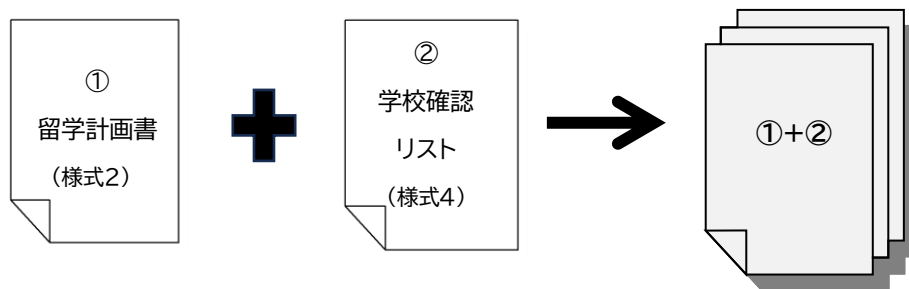 ①
留学計画書
（様式2）
②
学校確認
リスト
（様式4）
①+②